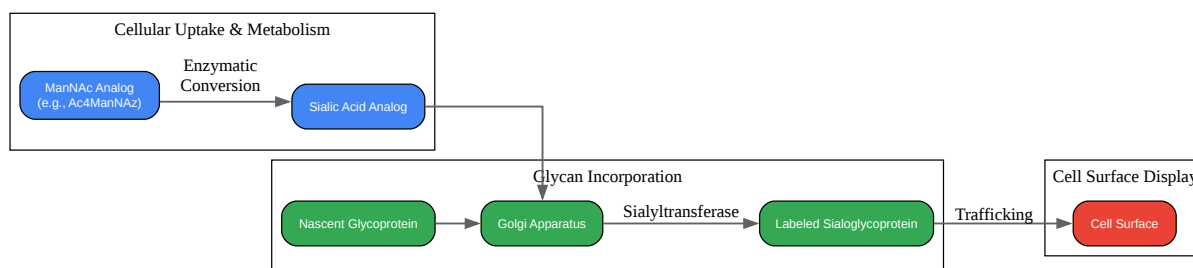 Cellular Uptake & Metabolism
ManNAc Analog
(e.g., Ac4ManNAz)
Enzymatic
Conversion
Sialic Acid Analog
Glycan Incorporation
Nascent Glycoprotein
Golgi Apparatus
Sialyltransferase
Labeled Sialoglycoprotein
Trafficking
Cell Surface Display
Cell Surface